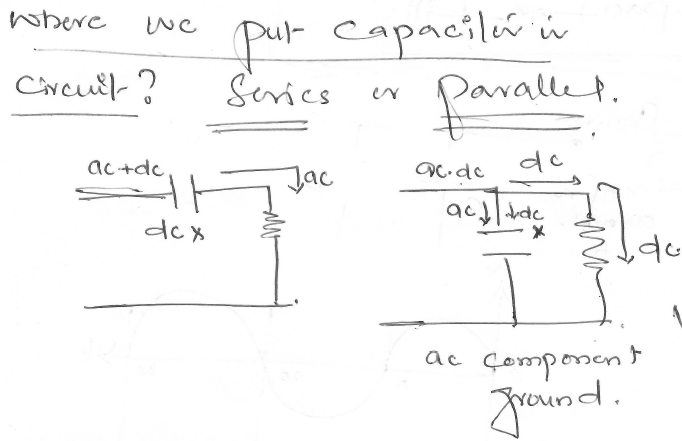 where we put capacitor in
circuit? Series or Parallel.
ac+dc
ac
dc x
ac.dc
dc
ac
dc
x
dc
ac component
ground.